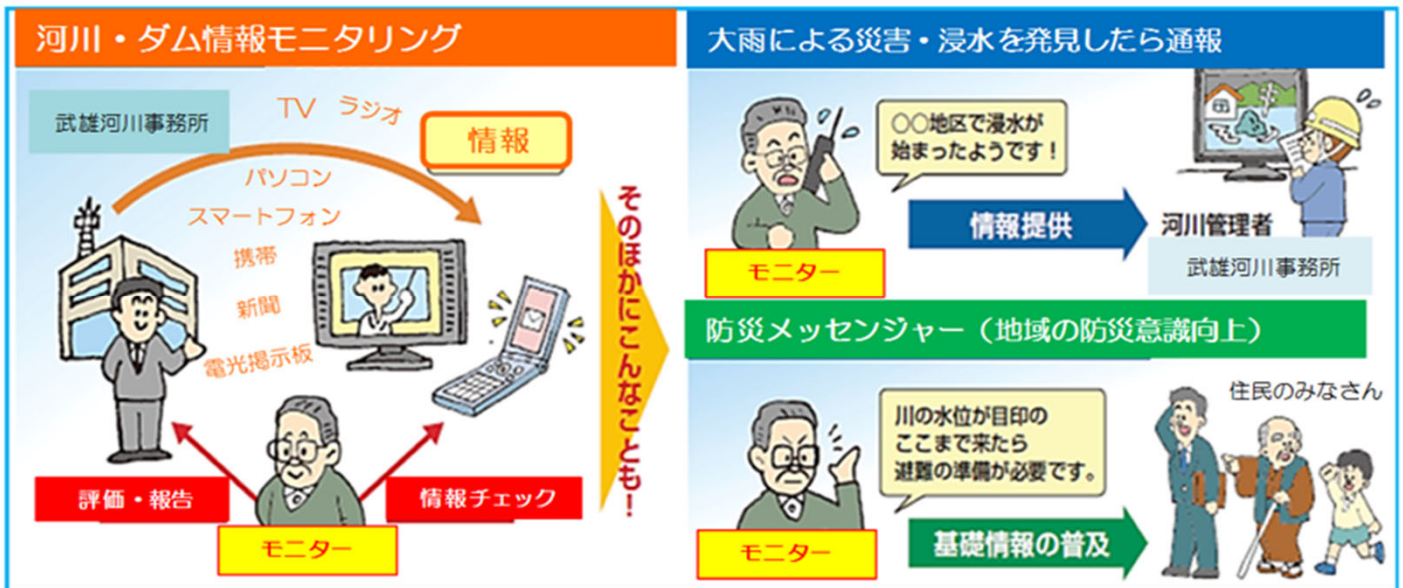 河川・ダム情報モニタリング
武雄河川事務所
TV ラジオ
情報
パソコン
スマートフォン
携帯
新聞
電光掲示板
評価・報告
情報チェック
モニター
そのほかにこんなことも！
大雨による災害・浸水を発見したら通報
○○地区で浸水が
始まったようです！
情報提供
モニター
河川管理者
武雄河川事務所
防災メッセンジャー（地域の防災意識向上）
住民のみなさん
川の水位が目印の
ここまで来たら
避難の準備が必要です。
モニター
基礎情報の普及